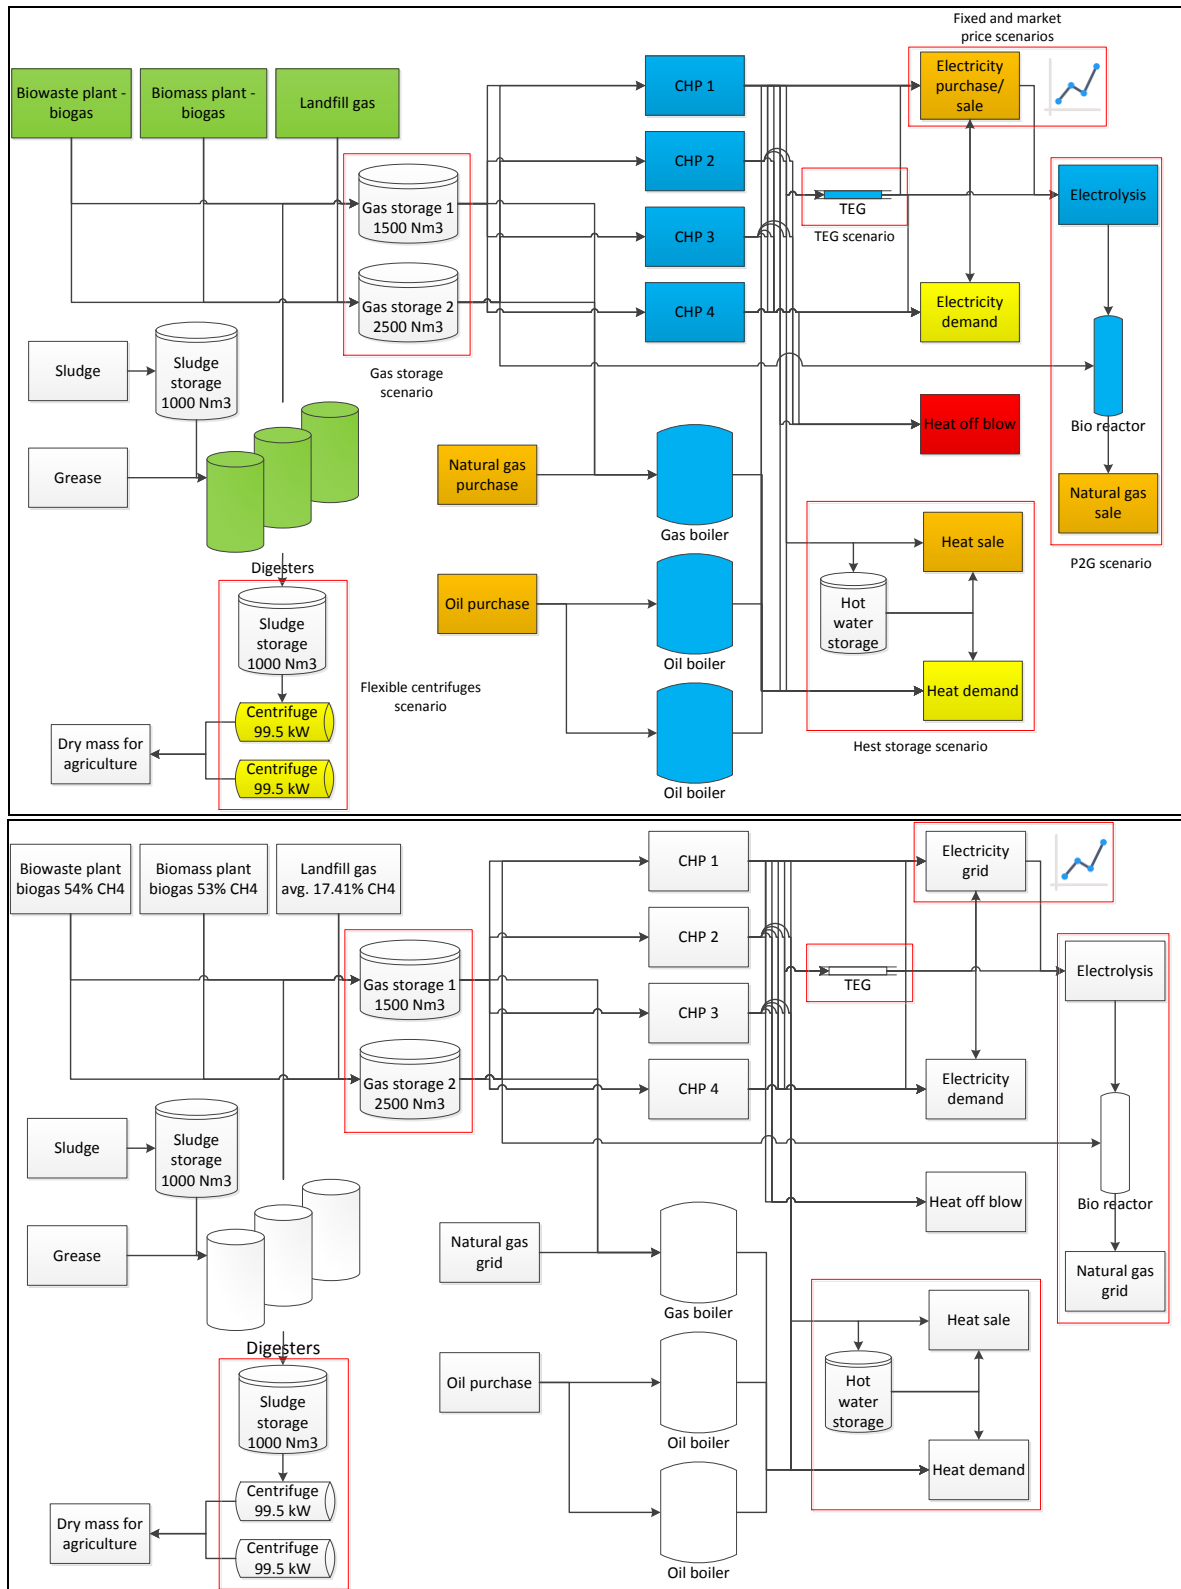 Fixed and market
price scenarios
Biowaste plant -
biogas
Biomass plant -
biogas
Landfill gas
CHP 1
Electricity
purchase/
sale
CHP 2
Gas storage 1
1500 Nm3
TEG
TEG scenario
Electrolysis
CHP 3
Gas storage 2
2500 Nm3
CHP 4
Electricity
demand
Gas storage
scenario
Sludge
Sludge
storage
1000 Nm3
Heat off blow
Bio reactor
Grease
Natural gas
purchase
Gas boiler
Natural gas
sale
P2G scenario
Digesters
Heat sale
Sludge
storage
1000 Nm3
Oil purchase
Oil boiler
Hot
water
storage
Flexible centrifuges
scenario
Heat demand
Centrifuge
99.5 kW
Dry mass for
agriculture
Centrifuge
99.5 kW
Oil boiler
Hest storage scenario
Biowaste plant
biogas 54% CH4
Biomass plant
biogas 53% CH4
Landfill gas
avg. 17.41% CH4
CHP 1
Electricity
grid
CHP 2
Gas storage 1
1500 Nm3
TEG
Electrolysis
CHP 3
Gas storage 2
2500 Nm3
CHP 4
Electricity
demand
Sludge
Sludge
storage
1000 Nm3
Heat off blow
Bio reactor
Grease
Natural gas
grid
Gas boiler
Natural gas
grid
Digesters
Heat sale
Sludge
storage
1000 Nm3
Oil purchase
Oil boiler
Hot
water
storage
Heat demand
Centrifuge
99.5 kW
Dry mass for
agriculture
Centrifuge
99.5 kW
Oil boiler